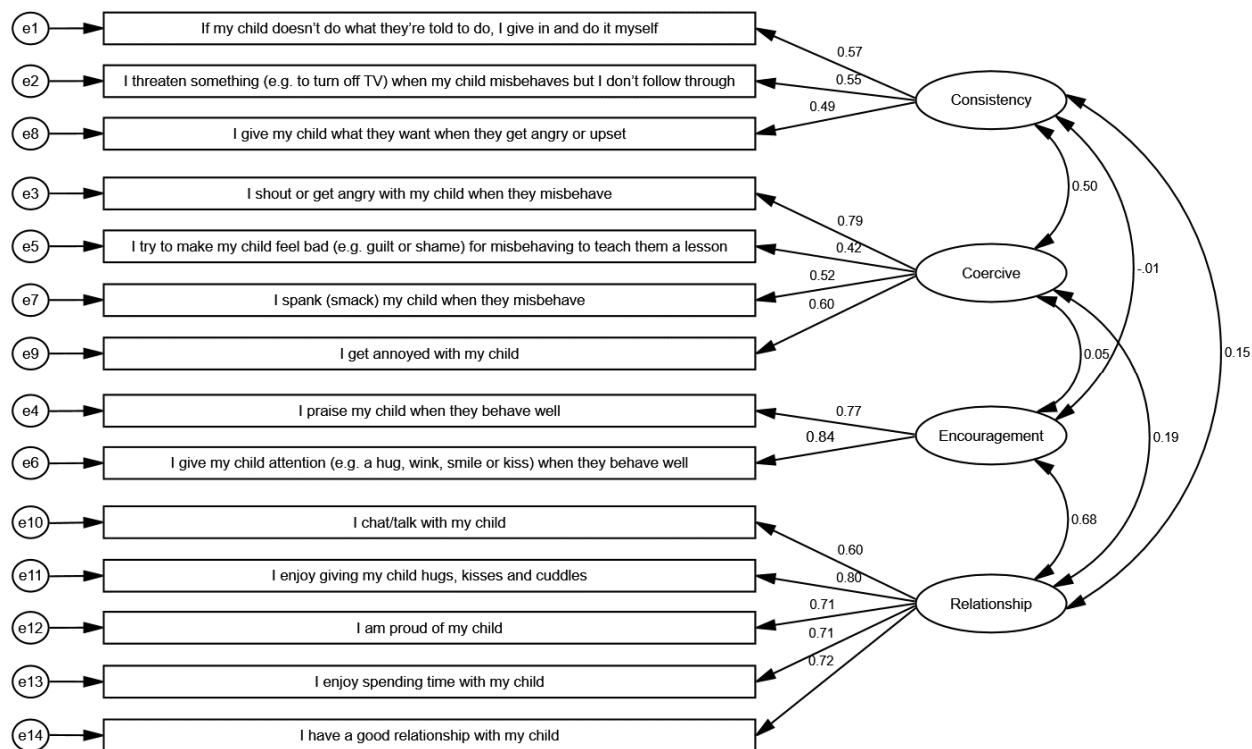 e1
If my child doesn’t do what they’re told to do, I give in and do it myself
0.57
e2
I threaten something (e.g. to turn off TV) when my child misbehaves but I don’t follow through
0.55
Consistency
e8
I give my child what they want when they get angry or upset
0.49
e3
I shout or get angry with my child when they misbehave
0.50
0.79
e5
I try to make my child feel bad (e.g. guilt or shame) for misbehaving to teach them a lesson
0.42
Coercive
-.01
e7
I spank (smack) my child when they misbehave
0.52
0.60
e9
I get annoyed with my child
0.05
0.15
e4
I praise my child when they behave well
0.77
Encouragement
0.19
e6
I give my child attention (e.g. a hug, wink, smile or kiss) when they behave well
0.84
e10
I chat/talk with my child
0.68
0.60
e11
I enjoy giving my child hugs, kisses and cuddles
0.80
Relationship
e12
I am proud of my child
0.71
0.71
e13
I enjoy spending time with my child
0.72
e14
I have a good relationship with my child